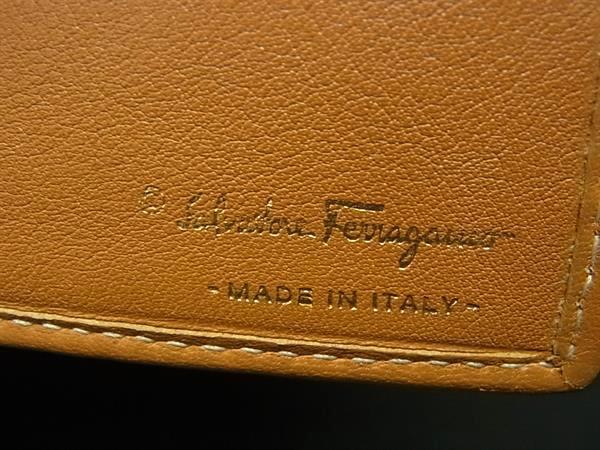 © Salvatore Ferragamo
- MADE IN ITALY -